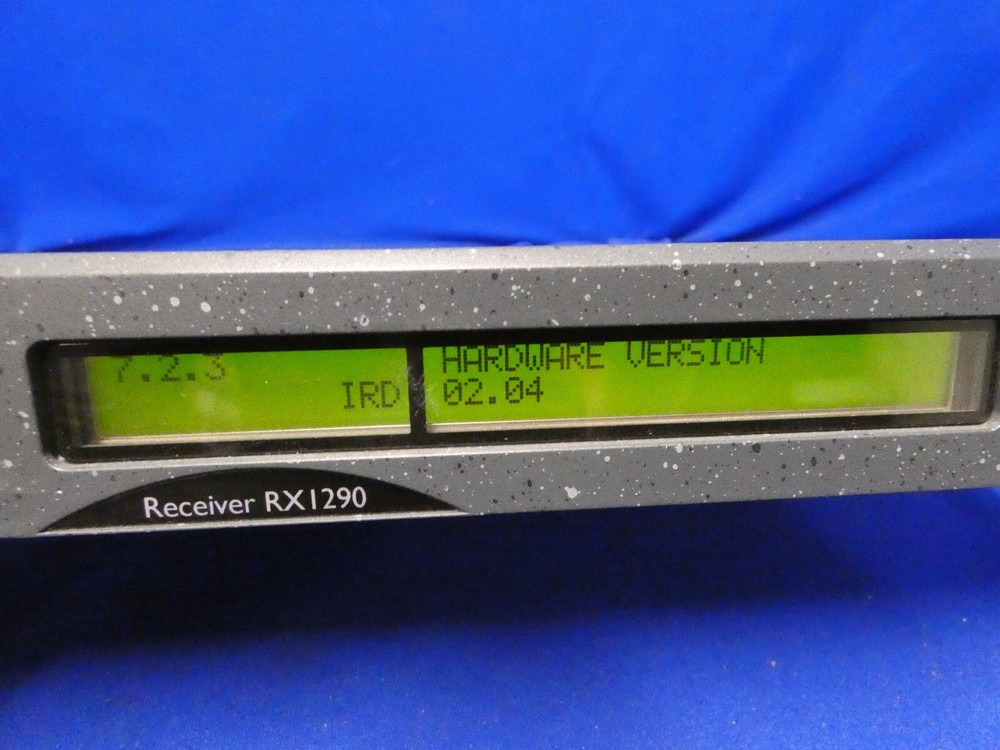 7.2.3
IRD
HARDWARE VERSION
02.04
Receiver RX1290